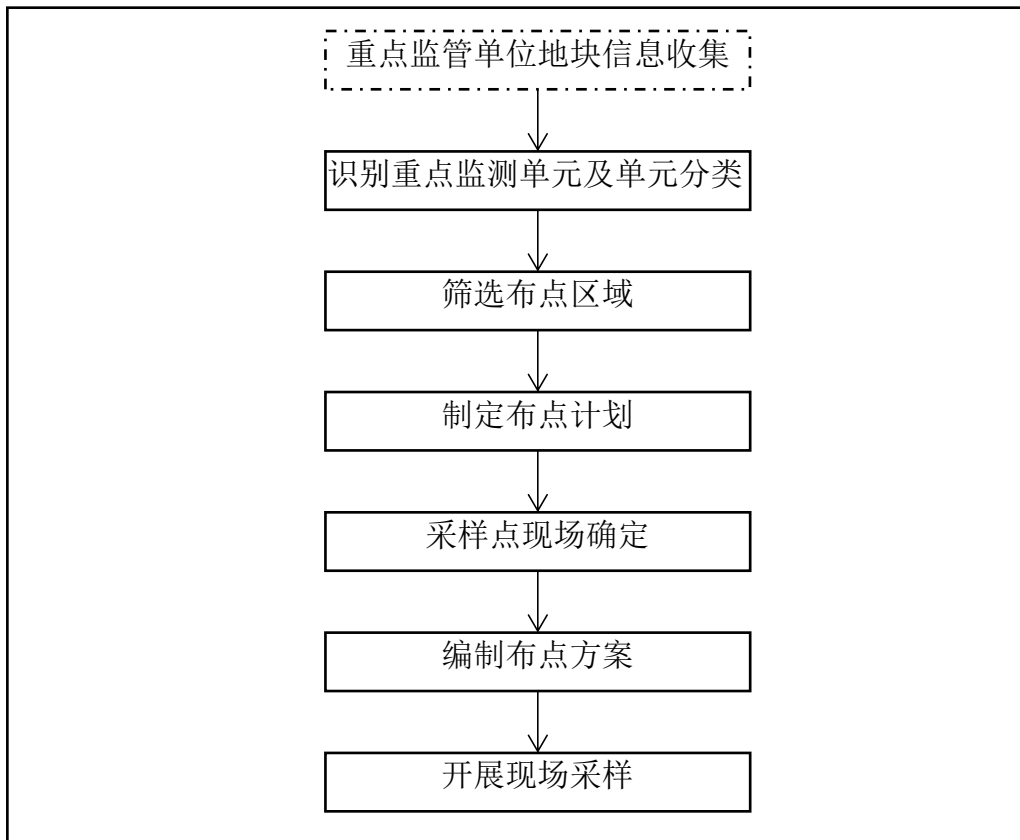 重点监管单位地块信息收集
识别重点监测单元及单元分类
筛选布点区域
制定布点计划
采样点现场确定
编制布点方案
开展现场采样